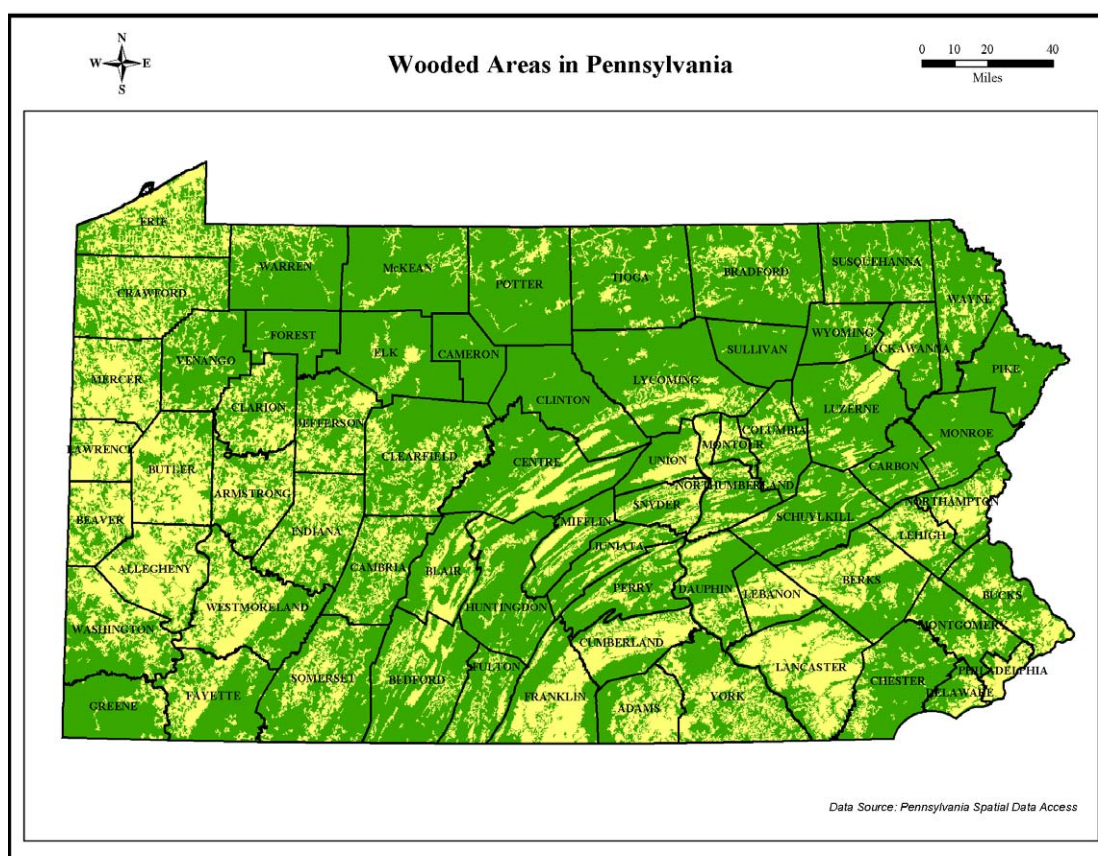 N
W E
S
Wooded Areas in Pennsylvania
0 10 20 40
Miles
ERIE
CRAWFORD
WARREN
McKEAN
POTTER
TIOGA
BRADFORD
SUSQUEHANNA
WAYNE
WYOMING
LACKAWANNA
FOREST
VENANGO
ELK
CAMERON
SULLIVAN
PIKE
MERCER
CLINTON
LYCOMING
CLARION
JEFFERSON
LUZERNE
MONROE
COLUMBIA
MONTOUR
LAWRENCE
BUTLER
CLEARFIELD
CENTRE
UNION
CARBON
ARMSTRONG
NORTHUMBERLAND
SNYDER
NORTHAMPTON
BEAVER
INDIANA
MIFFLIN
SCHUYLKILL
LEHIGH
JUNIATA
ALLEGHENY
CAMBRIA
BLAIR
PERRY
DAUPHIN
LEBANON
BERKS
BUCKS
WESTMORELAND
HUNTINGDON
WASHINGTON
CUMBERLAND
MONTGOMERY
LANCASTER
PHILADELPHIA
SOMERSET
BEDFORD
FULTON
CHESTER
DELAWARE
GREENE
FAYETTE
FRANKLIN
ADAMS
YORK
Data Source: Pennsylvania Spatial Data Access